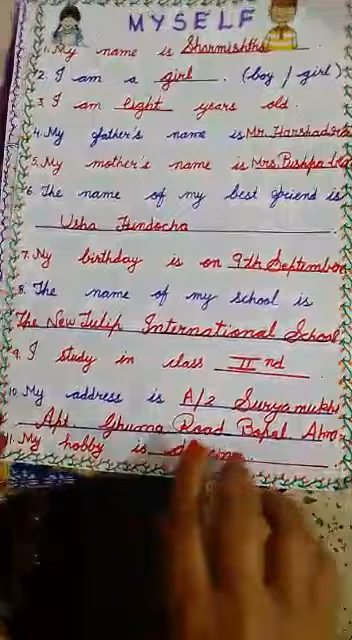 MYSELF
1. My name is Sharmishtha
2. I am a girl. (boy / girl)
3. I am eight years old.
4. My father's name is Mr. Harshadra
5. My mother's name is Mrs. Pushpa
6. The name of my best friend is
Usha Hindocha.
7. My birthday is on 9th September
8. The name of my school is
The New Tulip International School
9. I study in class II nd
10. My address is A/2 Suryamukhi
Apt. Ghuma Road Bopal. Ahm
11. My hobby is